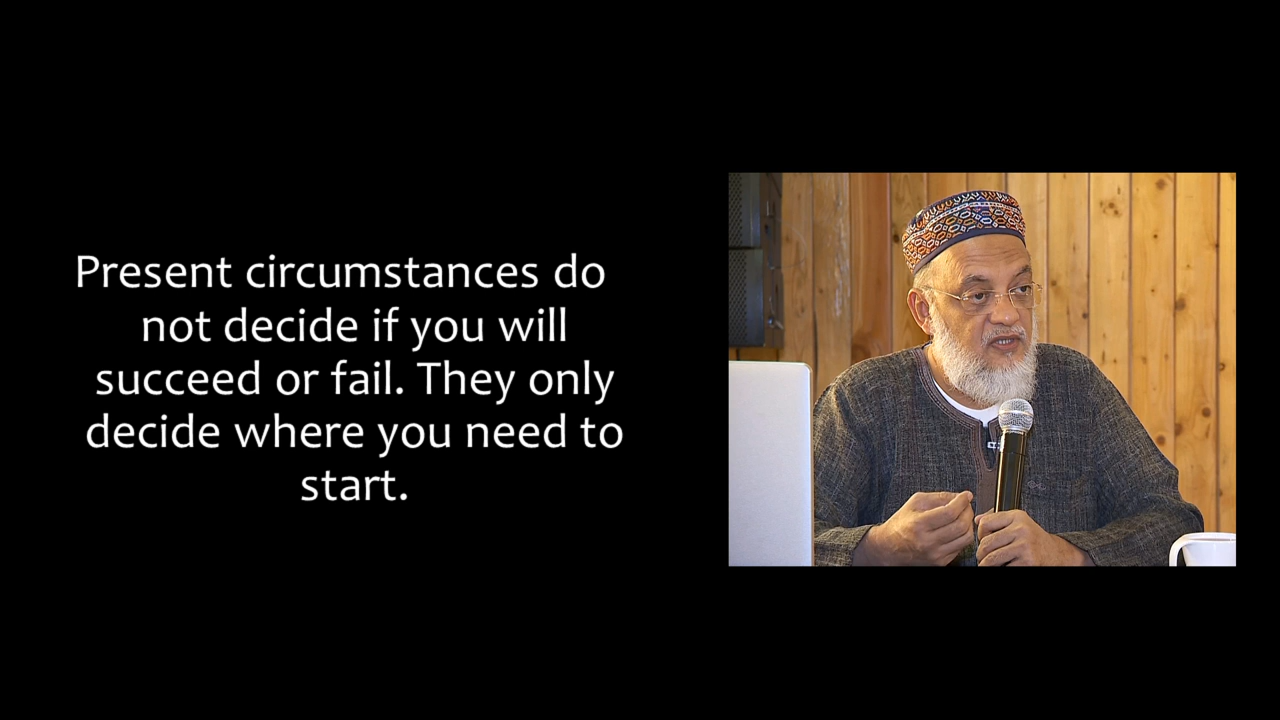 Present circumstances do
not decide if you will
succeed or fail. They only
decide where you need to
start.